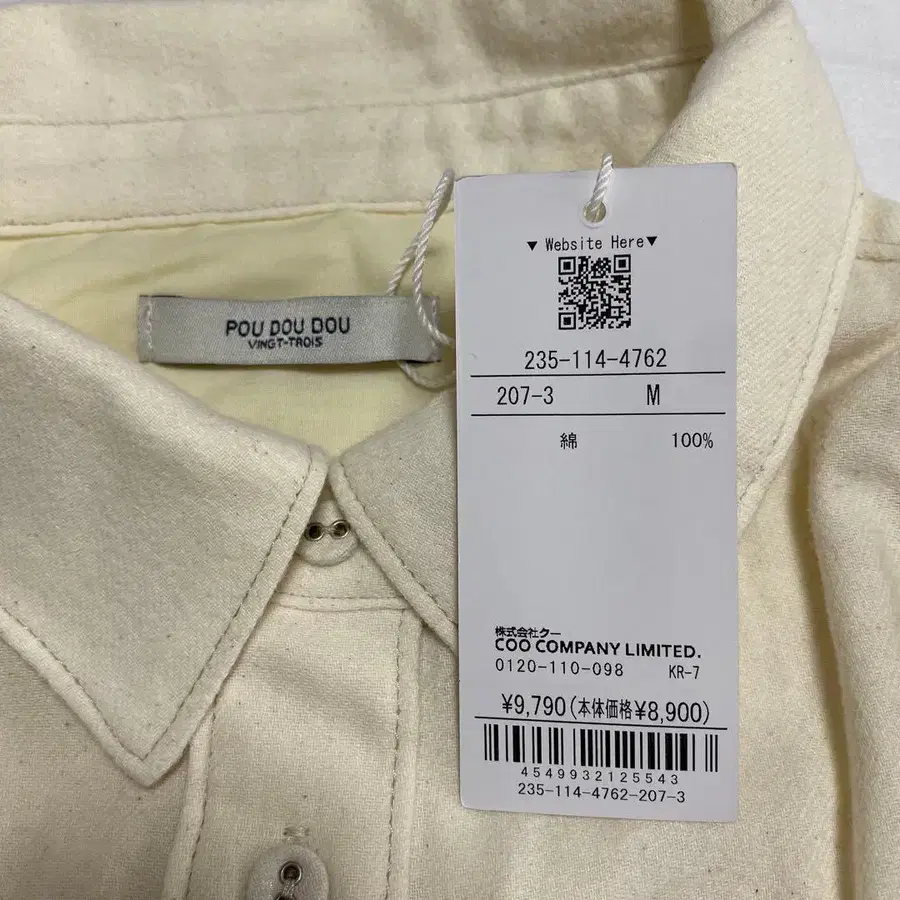 POU DOU DOU
VINGT-TROIS
▼ Website Here▼
235-114-4762
207-3 M
綿 100%
株式会社クー
COO COMPANY LIMITED.
0120-110-098 KR-7
¥9,790(本体価格¥8,900)
4549932125543
235-114-4762-207-3